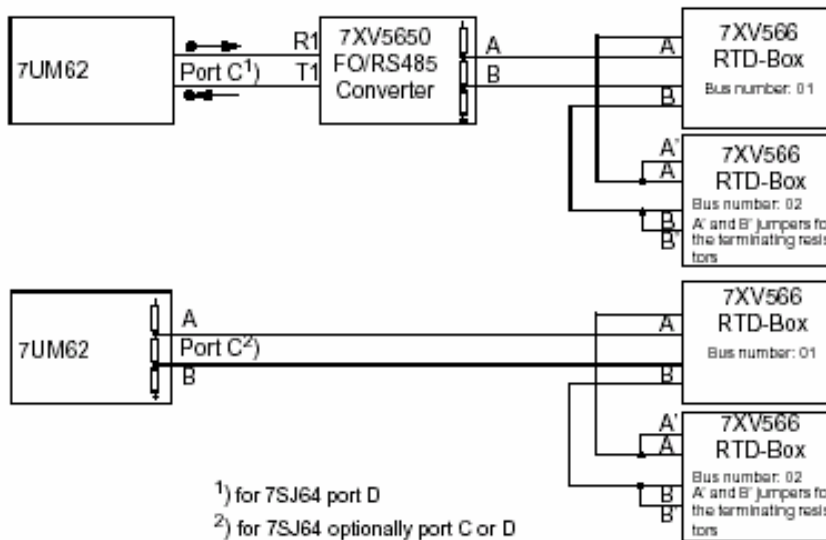 7UM62
Port C1)
R1
T1
7XV5650
FO/RS485
Converter
A
B
A
B
7XV566
RTD-Box
Bus number: 01
A'
A
B
B'
7XV566
RTD-Box
Bus number: 02
A' and B' jumpers fo
the terminating resis
tors
7UM62
A
Port C2)
B
A
B
7XV566
RTD-Box
Bus number: 01
A'
A
B
B'
7XV566
RTD-Box
Bus number: 02
A' and B' jumpers fo
the terminating resis
tors
1) for 7SJ64 port D
2) for 7SJ64 optionally port C or D